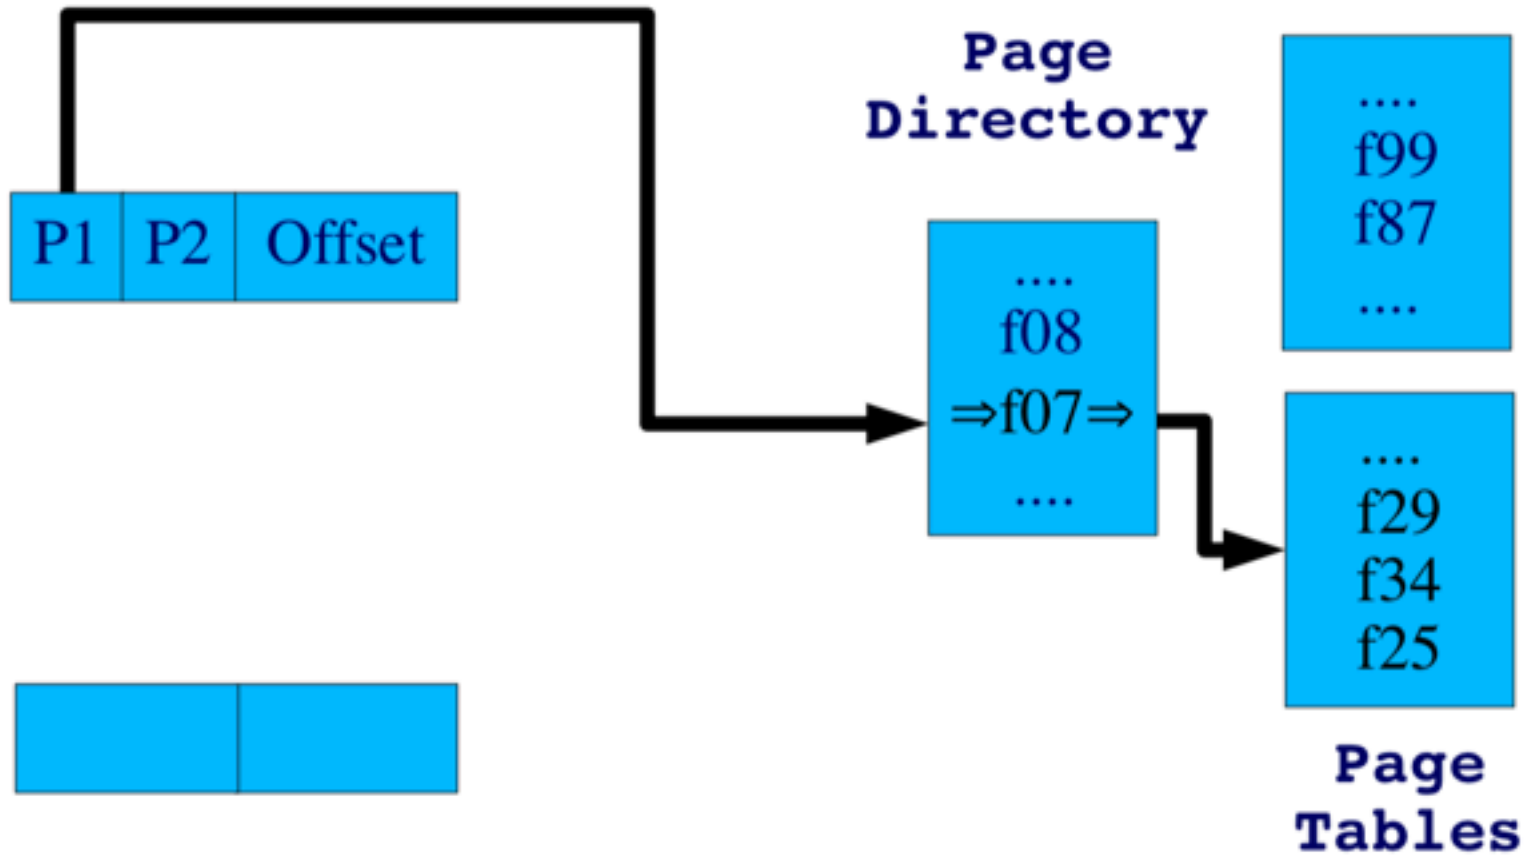 P1 P2 Offset
Page
Directory
....
f08
⇒f07⇒
....
....
f99
f87
....
....
f29
f34
f25
Page
Tables